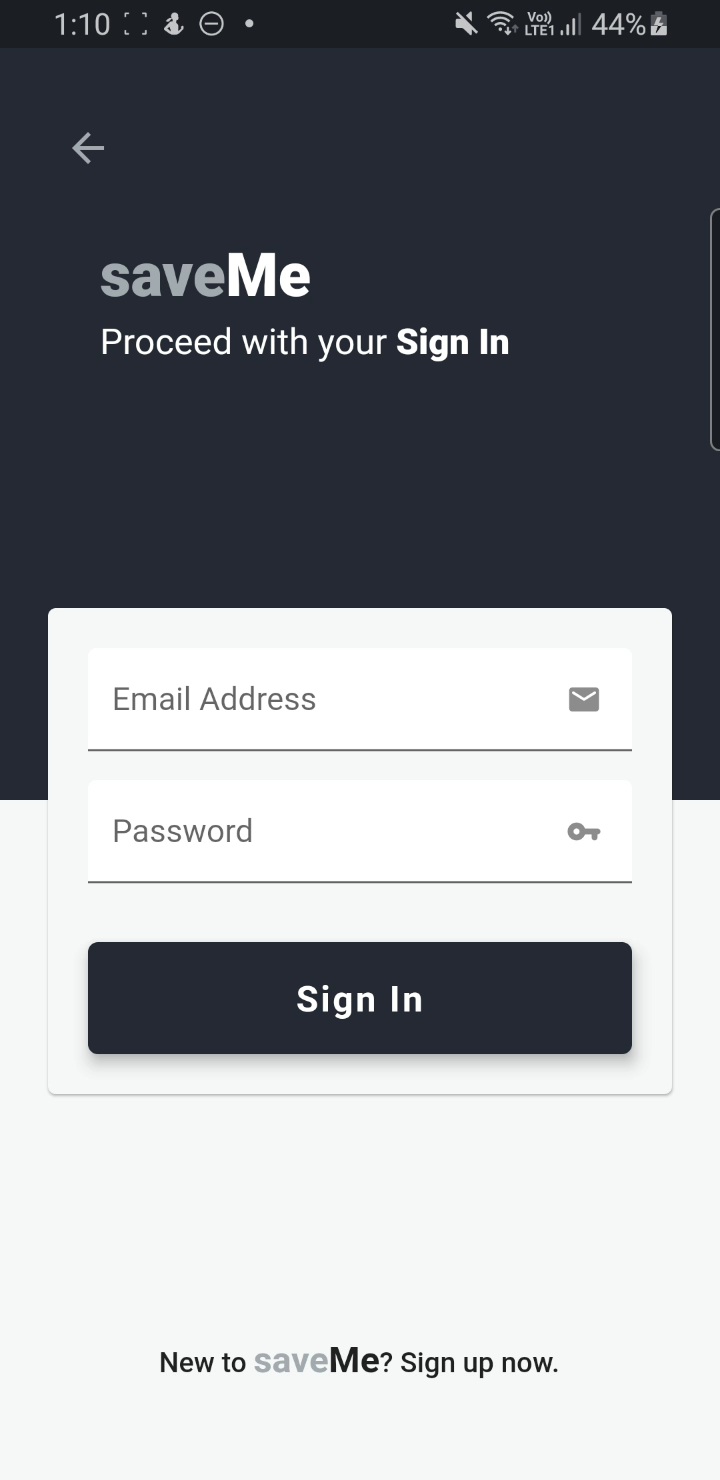 1:10 Vo)) LTE1 44%
saveMe
Proceed with your Sign In
Email Address
Password
Sign In
New to saveMe? Sign up now.